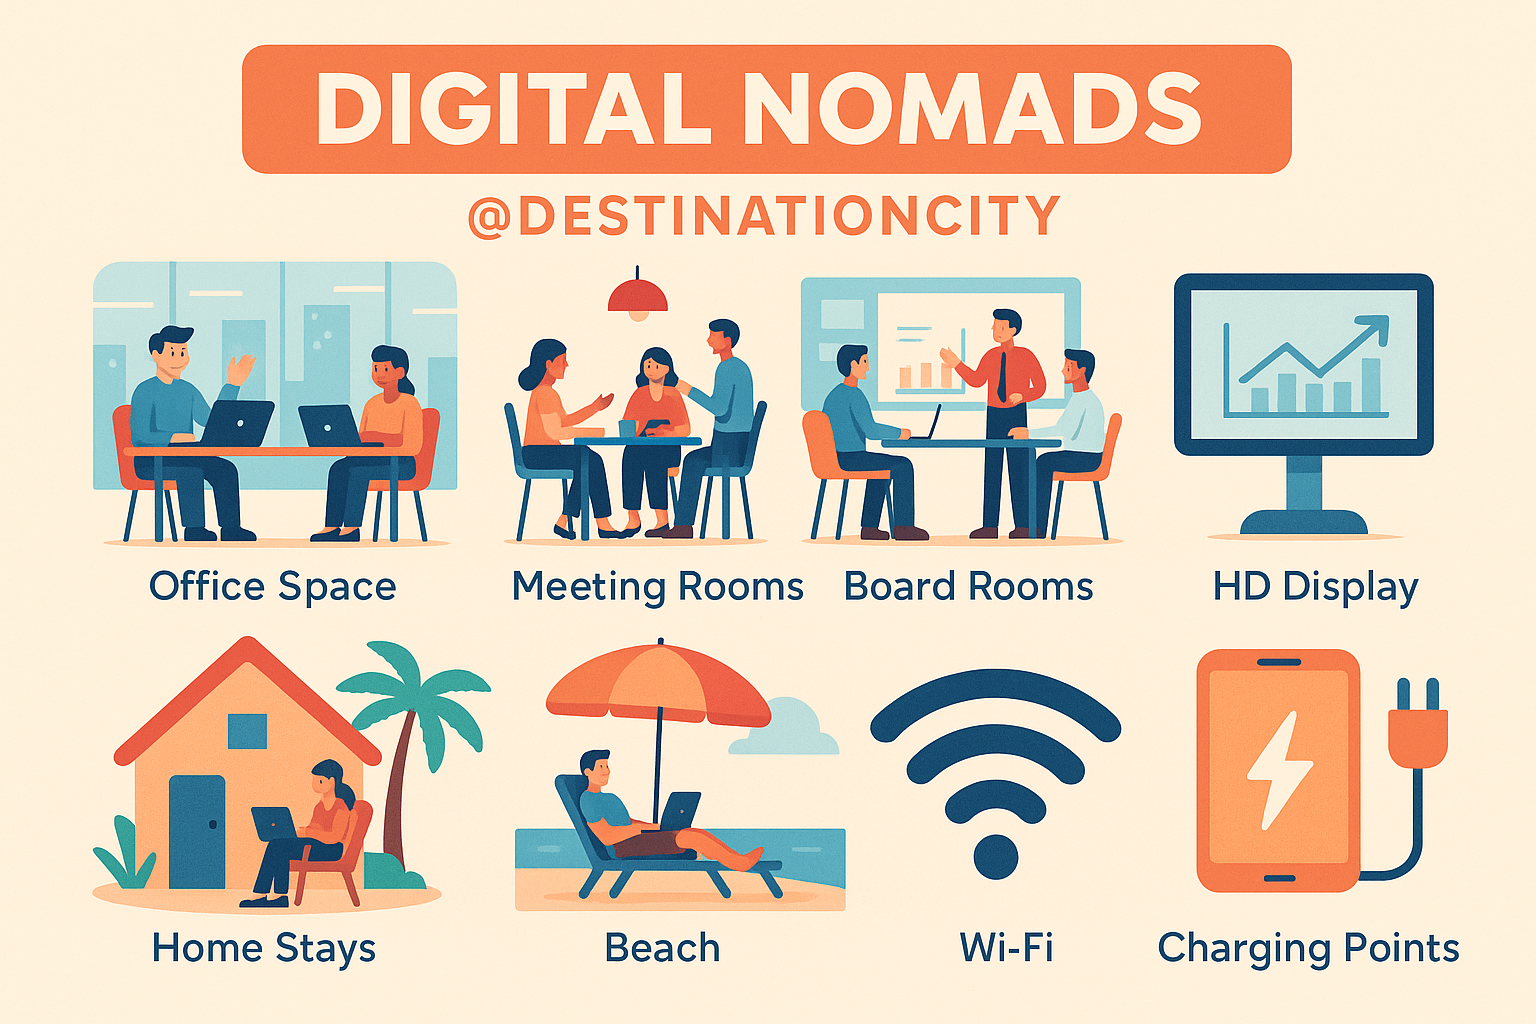 DIGITAL NOMADS
@DESTINATIONCITY
Office Space
Meeting Rooms
Board Rooms
HD Display
Home Stays
Beach
Wi-Fi
Charging Points